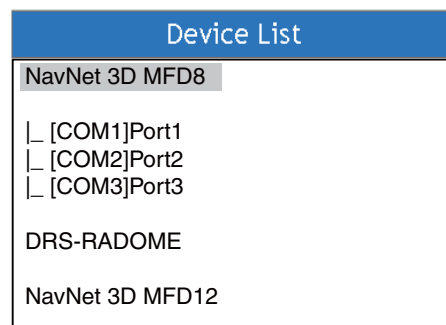 Device List
NavNet 3D MFD8
|_ [COM1]Port1
|_ [COM2]Port2
|_ [COM3]Port3
DRS-RADOME
NavNet 3D MFD12